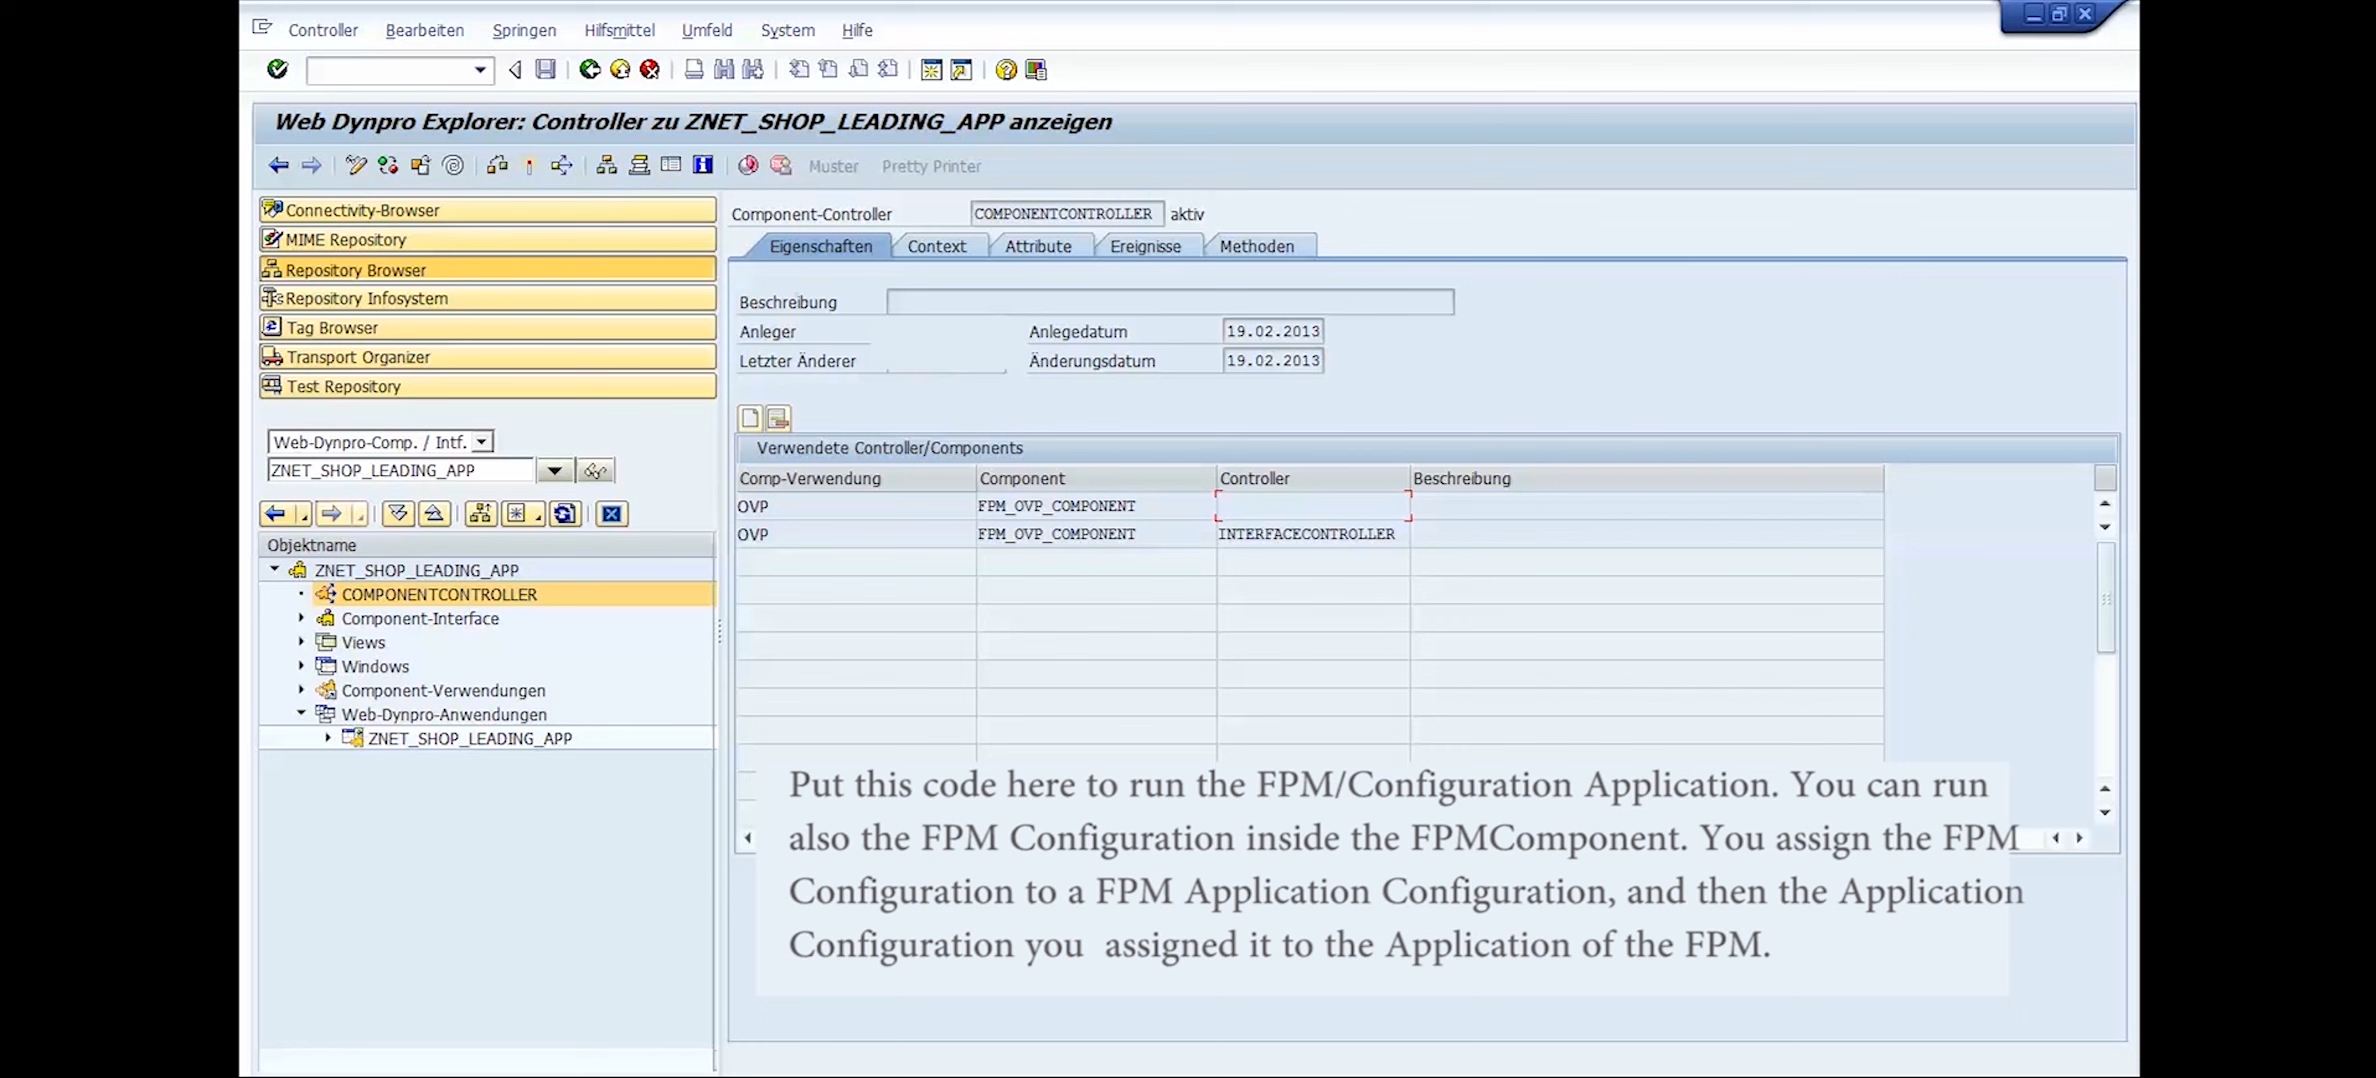 Controller Bearbeiten Springen Hilfsmittel Umfeld System Hilfe
Web Dynpro Explorer: Controller zu ZNET_SHOP_LEADING_APP anzeigen
Muster Pretty Printer
Connectivity-Browser
MIME Repository
Repository Browser
Repository Infosystem
Tag Browser
Transport Organizer
Test Repository
Web-Dynpro-Comp. / Intf.
ZNET_SHOP_LEADING_APP
Objektname
ZNET_SHOP_LEADING_APP
COMPONENTCONTROLLER
Component-Interface
Views
Windows
Component-Verwendungen
Web-Dynpro-Anwendungen
ZNET_SHOP_LEADING_APP
Component-Controller COMPONENTCONTROLLER aktiv
Eigenschaften Context Attribute Ereignisse Methoden
Beschreibung
Anleger Anlegedatum 19.02.2013
Letzter Änderer Änderungsdatum 19.02.2013
Verwendete Controller/Components
Comp-Verwendung Component Controller Beschreibung
OVP FPM_OVP_COMPONENT
OVP FPM_OVP_COMPONENT INTERFACECONTROLLER
Put this code here to run the FPM/Configuration Application. You can run
also the FPM Configuration inside the FPMComponent. You assign the FPM
Configuration to a FPM Application Configuration, and then the Application
Configuration you assigned it to the Application of the FPM.